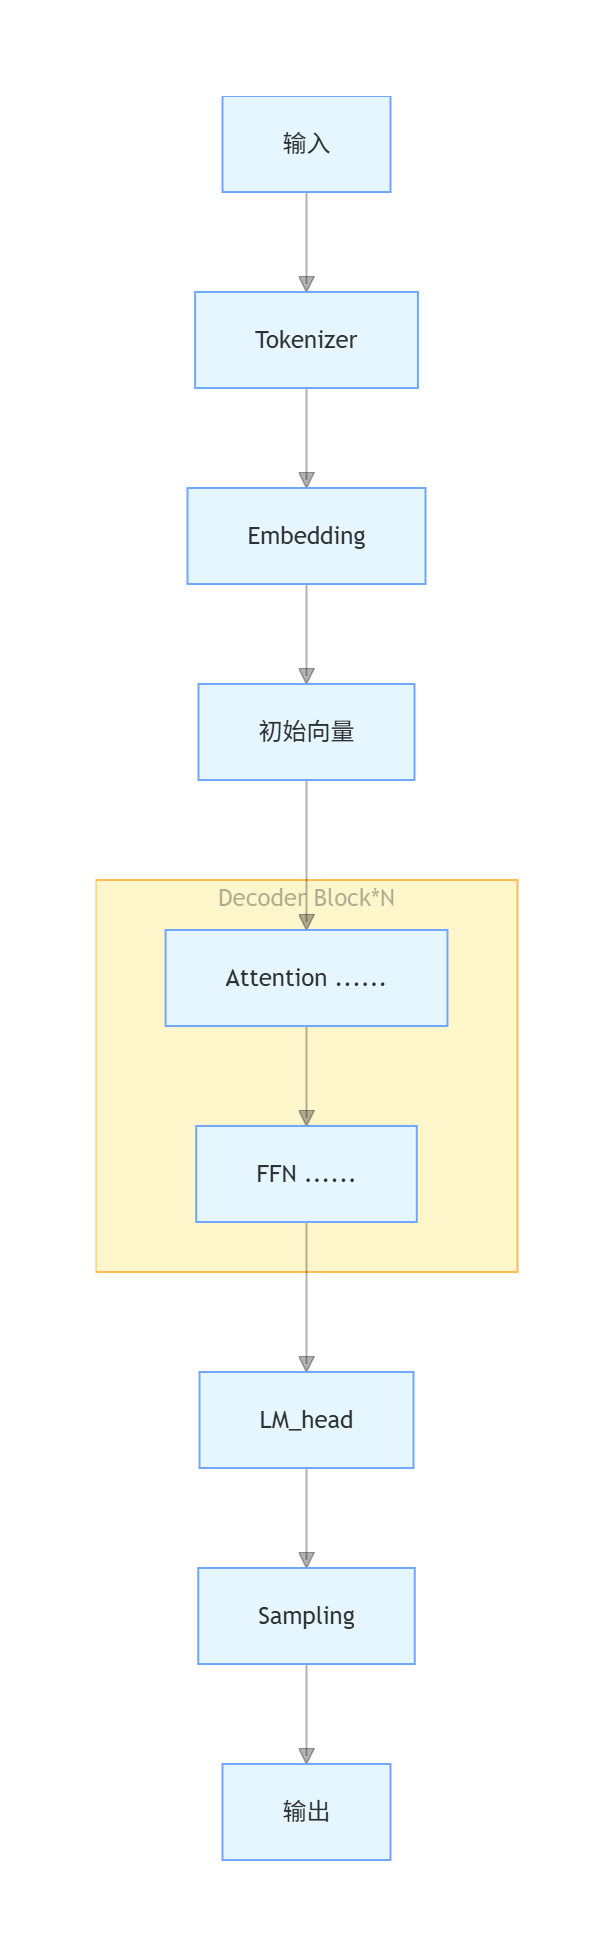 输入
Tokenizer
Embedding
初始向量
Decoder Block*N
Attention ......
FFN ......
LM_head
Sampling
输出